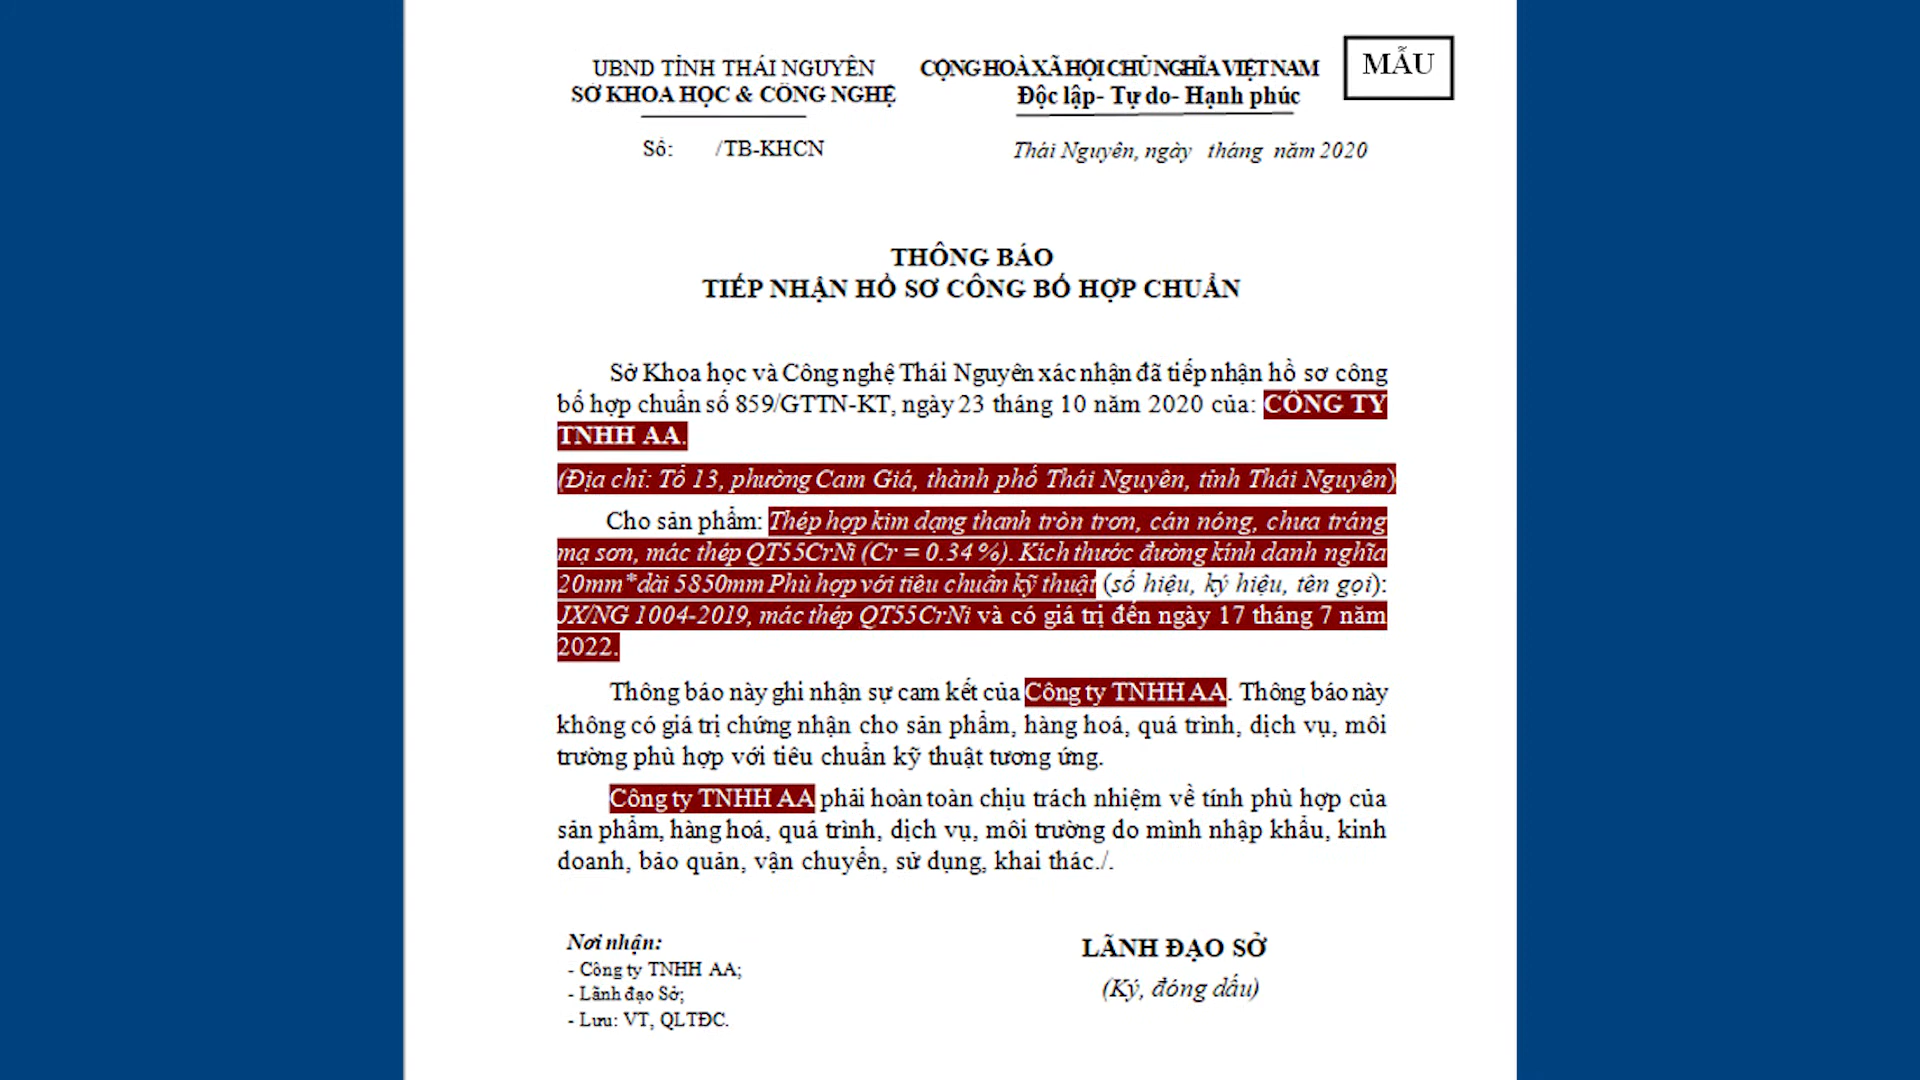 UBND TỈNH THÁI NGUYÊN
SỞ KHOA HỌC & CÔNG NGHỆ
Số: /TB-KHCN
CỘNG HOÀ XÃ HỘI CHỦ NGHĨA VIỆT NAM
Độc lập- Tự do- Hạnh phúc
Thái Nguyên, ngày tháng năm 2020
MẪU
THÔNG BÁO
TIẾP NHẬN HỒ SƠ CÔNG BỐ HỢP CHUẨN
Sở Khoa học và Công nghệ Thái Nguyên xác nhận đã tiếp nhận hồ sơ công
bố hợp chuẩn số 859/GTTN-KT, ngày 23 tháng 10 năm 2020 của: CÔNG TY
TNHH AA.
(Địa chỉ: Tổ 13, phường Cam Giá, thành phố Thái Nguyên, tỉnh Thái Nguyên)
Cho sản phẩm: Thép hợp kim dạng thanh tròn trơn, cán nóng, chưa tráng
mạ sơn, mác thép QT55CrNi (Cr = 0.34 %). Kích thước đường kính danh nghĩa
20mm*dài 5850mm Phù hợp với tiêu chuẩn kỹ thuật (số hiệu, ký hiệu, tên gọi):
JX/NG 1004-2019, mác thép QT55CrNi và có giá trị đến ngày 17 tháng 7 năm
2022.
Thông báo này ghi nhận sự cam kết của Công ty TNHH AA. Thông báo này
không có giá trị chứng nhận cho sản phẩm, hàng hoá, quá trình, dịch vụ, môi
trường phù hợp với tiêu chuẩn kỹ thuật tương ứng.
Công ty TNHH AA phải hoàn toàn chịu trách nhiệm về tính phù hợp của
sản phẩm, hàng hoá, quá trình, dịch vụ, môi trường do mình nhập khẩu, kinh
doanh, bảo quản, vận chuyển, sử dụng, khai thác./.
Nơi nhận:
- Công ty TNHH AA;
- Lãnh đạo Sở;
- Lưu: VT, QLTĐC.
LÃNH ĐẠO SỞ
(Ký, đóng dấu)